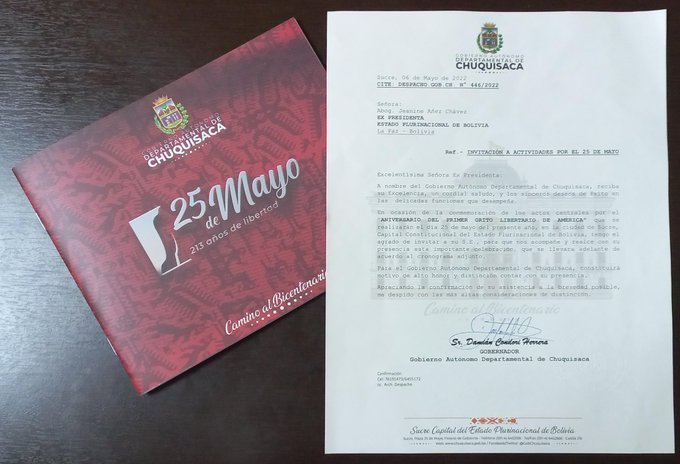 GOBIERNO AUTÓNOMO
DEPARTAMENTAL DE
CHUQUISACA
25 de Mayo
213 años de libertad
Camino al Bicentenario
GOBIERNO AUTÓNOMO
DEPARTAMENTAL DE
CHUQUISACA
Sucre, 06 de Mayo de 2022
CITE: DESPACHO.GOB.CH. N° 446/2022
Señora:
Abog. Jeanine Añez Chávez
EX PRESIDENTA
ESTADO PLURINACIONAL DE BOLIVIA
La Paz - Bolivia
Ref.- INVITACIÓN A ACTIVIDADES POR EL 25 DE MAYO
Excelentísima Señora Ex Presidenta:
A nombre del Gobierno Autónomo Departamental de Chuquisaca, reciba
su Excelencia, un cordial saludo, y los sinceros deseos de éxito en
las delicadas funciones que desempeña.
En ocasión de la conmemoración de los actos centrales por el
"ANIVERSARIO DEL PRIMER GRITO LIBERTARIO DE AMÉRICA" que se
realizarán el día 25 de mayo del presente año, en la ciudad de Sucre,
Capital Constitucional del Estado Plurinacional de Bolivia, tengo el
agrado de invitar a su S.E., para que nos acompañe y realce con su
presencia esta importante celebración, que se llevará adelante de
acuerdo al cronograma adjunto.
Para el Gobierno Autónomo Departamental de Chuquisaca, constituirá
motivo de alto honor y distinción contar con su presencia.
Apreciando la confirmación de su asistencia a la brevedad posible,
me despido con las más altas consideraciones de distinción.
Camino al Bicentenario
Sr. Damián Condori Herrera
GOBERNADOR
Gobierno Autónomo Departamental de Chuquisaca
Confirmación
Cel: 76191473/6455172
cc. Arch. Despacho
Sucre Capital del Estado Plurinacional de Bolivia